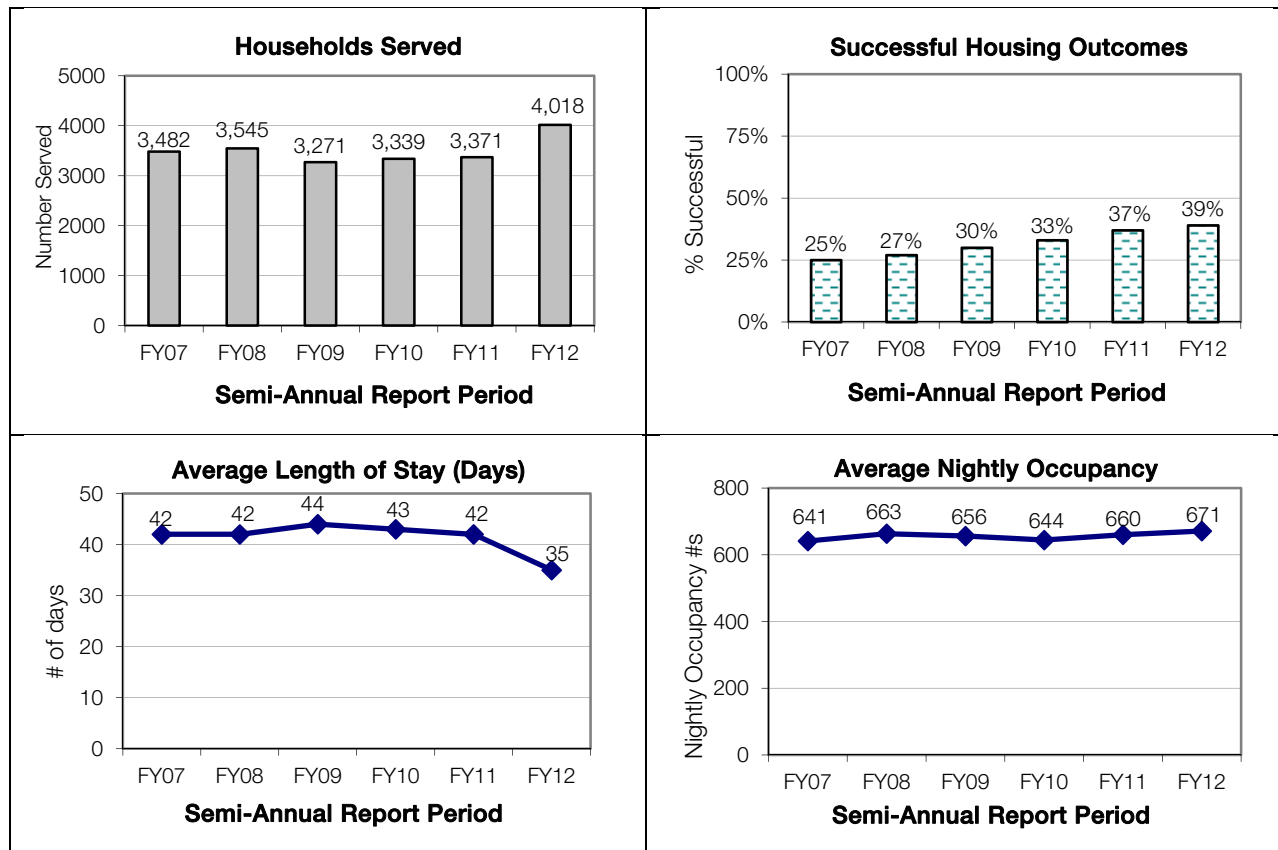 Households Served
5000
4000
3000
2000
1000
0
Number Served
3,482
3,545
3,271
3,339
3,371
4,018
FY07 FY08 FY09 FY10 FY11 FY12
Semi-Annual Report Period
Successful Housing Outcomes
100%
75%
50%
25%
0%
% Successful
25%
27%
30%
33%
37%
39%
FY07 FY08 FY09 FY10 FY11 FY12
Semi-Annual Report Period
Average Length of Stay (Days)
50
40
30
20
10
0
# of days
42
42
44
43
42
35
FY07 FY08 FY09 FY10 FY11 FY12
Semi-Annual Report Period
Average Nightly Occupancy
800
600
400
200
0
Nightly Occupancy #s
641
663
656
644
660
671
FY07 FY08 FY09 FY10 FY11 FY12
Semi-Annual Report Period